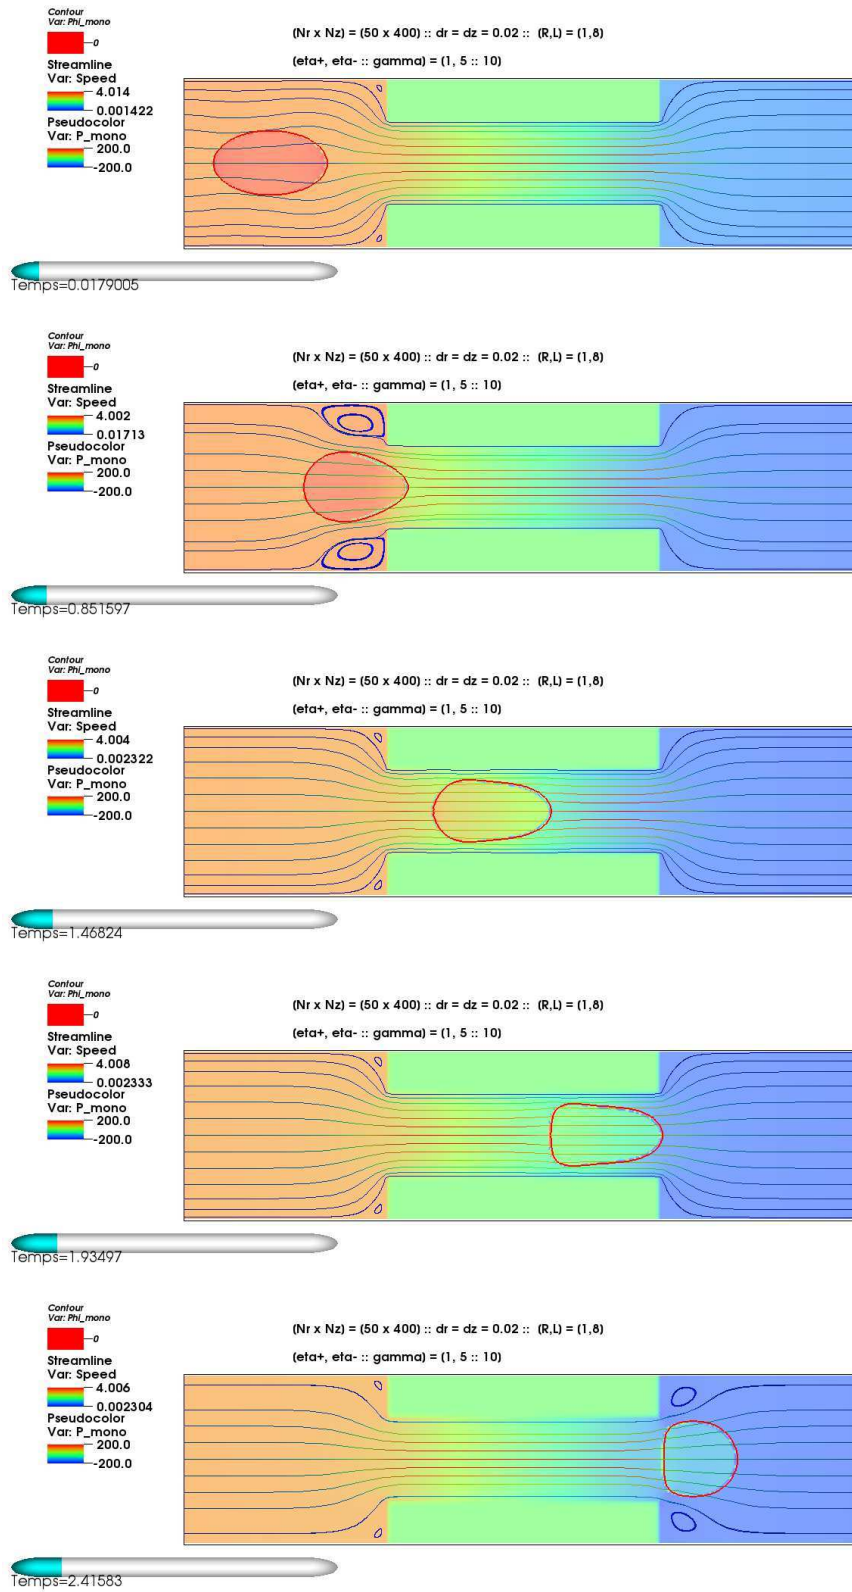 Contour
Var: Phi_mono
0
Streamline
Var: Speed
4.014
0.001422
Pseudocolor
Var: P_mono
200.0
-200.0
(Nr x Nz) = (50 x 400) :: dr = dz = 0.02 :: (R,L) = (1,8)
(eta+, eta- :: gamma) = (1, 5 :: 10)
Temps=0.0179005
Contour
Var: Phi_mono
0
Streamline
Var: Speed
4.002
0.01713
Pseudocolor
Var: P_mono
200.0
-200.0
(Nr x Nz) = (50 x 400) :: dr = dz = 0.02 :: (R,L) = (1,8)
(eta+, eta- :: gamma) = (1, 5 :: 10)
Temps=0.851597
Contour
Var: Phi_mono
0
Streamline
Var: Speed
4.004
0.002322
Pseudocolor
Var: P_mono
200.0
-200.0
(Nr x Nz) = (50 x 400) :: dr = dz = 0.02 :: (R,L) = (1,8)
(eta+, eta- :: gamma) = (1, 5 :: 10)
Temps=1.46824
Contour
Var: Phi_mono
0
Streamline
Var: Speed
4.008
0.002333
Pseudocolor
Var: P_mono
200.0
-200.0
(Nr x Nz) = (50 x 400) :: dr = dz = 0.02 :: (R,L) = (1,8)
(eta+, eta- :: gamma) = (1, 5 :: 10)
Temps=1.93497
Contour
Var: Phi_mono
0
Streamline
Var: Speed
4.006
0.002304
Pseudocolor
Var: P_mono
200.0
-200.0
(Nr x Nz) = (50 x 400) :: dr = dz = 0.02 :: (R,L) = (1,8)
(eta+, eta- :: gamma) = (1, 5 :: 10)
Temps=2.41583